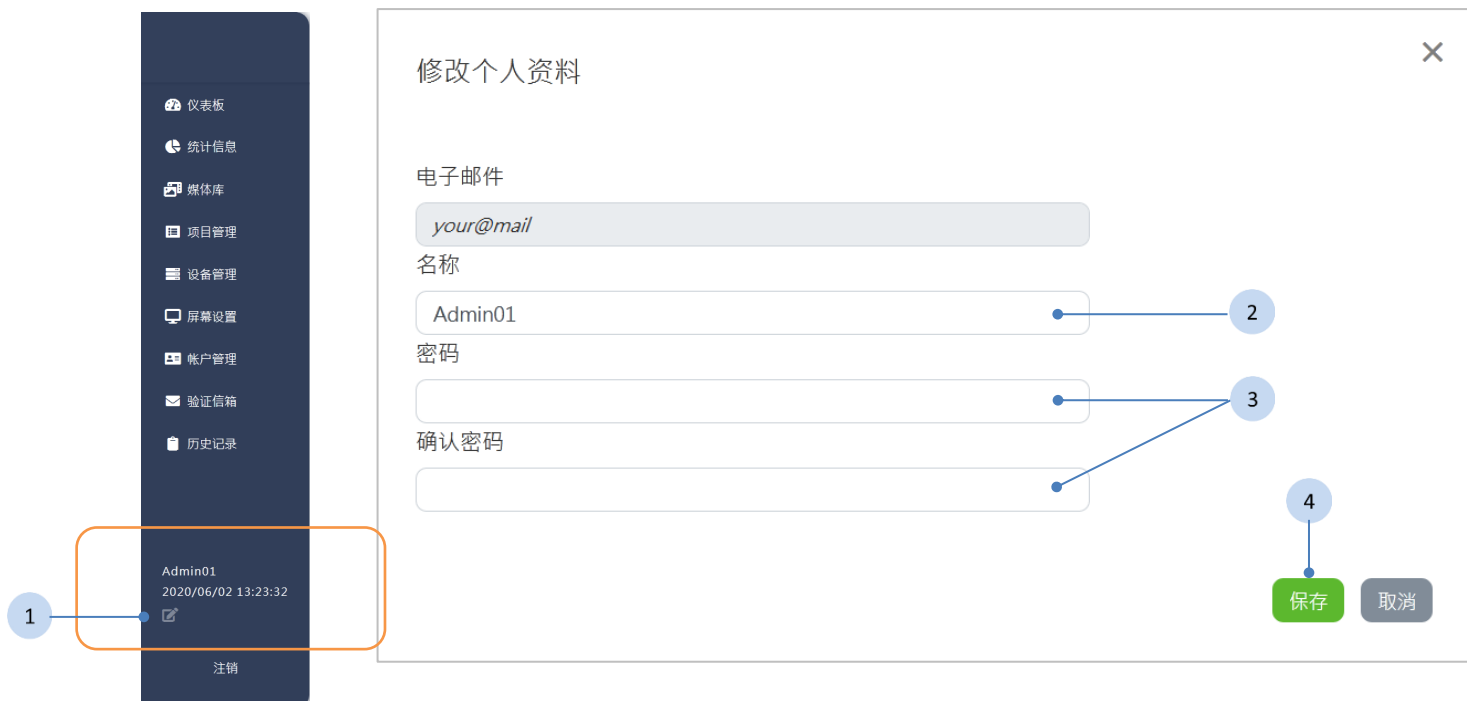 仪表板
统计信息
媒体库
项目管理
设备管理
屏幕设置
帐户管理
验证信箱
历史记录
Admin01
2020/06/02 13:23:32
1
注销
修改个人资料
电子邮件
your@mail
名称
Admin01
2
密码
3
确认密码
4
保存
取消